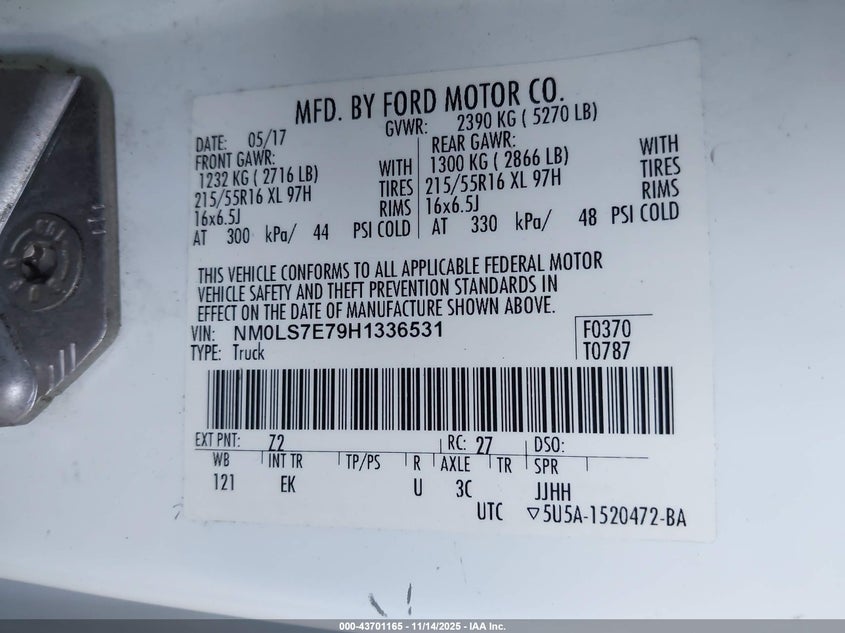 MFD. BY FORD MOTOR CO.
DATE: 05/17 GVWR: 2390 KG ( 5270 LB)
FRONT GAWR: REAR GAWR:
1232 KG ( 2716 LB) WITH 1300 KG ( 2866 LB) WITH
215/55R16 XL 97H TIRES 215/55R16 XL 97H TIRES
16x6.5J RIMS 16x6.5J RIMS
AT 300 kPa/ 44 PSI COLD AT 330 kPa/ 48 PSI COLD
THIS VEHICLE CONFORMS TO ALL APPLICABLE FEDERAL MOTOR
VEHICLE SAFETY AND THEFT PREVENTION STANDARDS IN
EFFECT ON THE DATE OF MANUFACTURE SHOWN ABOVE.
VIN: NM0LS7E79H1336531 F0370
TYPE: Truck T0787
EXT PNT: Z2 RC: 27 DSO:
WB INT TR TP/PS R AXLE TR SPR
121 EK U 3C JJHH
UTC ▽5U5A-1520472-BA
000-43701165 - 11/14/2025 - IAA Inc.